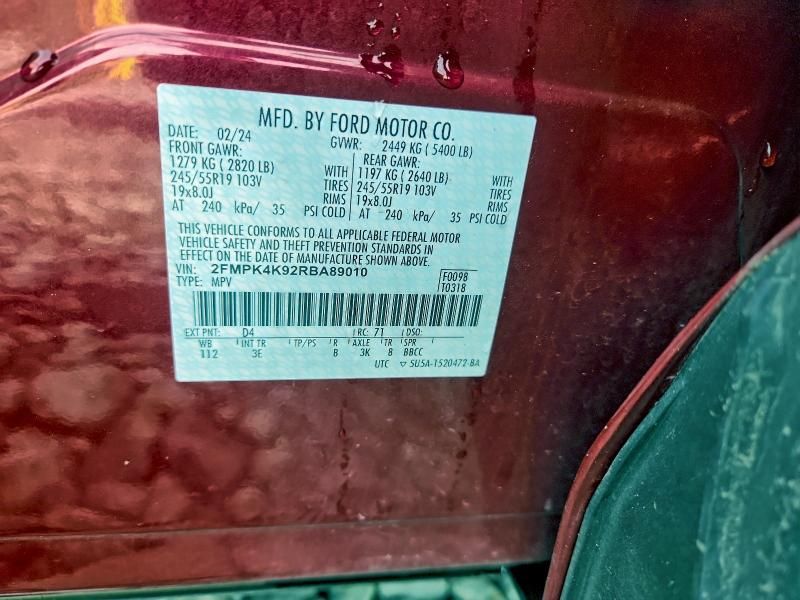 MFD. BY FORD MOTOR CO.
DATE: 02/24 GVWR: 2449 KG ( 5400 LB)
FRONT GAWR: REAR GAWR:
1279 KG ( 2820 LB) WITH 1197 KG ( 2640 LB) WITH
245/55R19 103V TIRES 245/55R19 103V TIRES
19x8.0J RIMS 19x8.0J RIMS
AT 240 kPa/ 35 PSI COLD AT 240 kPa/ 35 PSI COLD
THIS VEHICLE CONFORMS TO ALL APPLICABLE FEDERAL MOTOR
VEHICLE SAFETY AND THEFT PREVENTION STANDARDS IN
EFFECT ON THE DATE OF MANUFACTURE SHOWN ABOVE.
VIN: 2FMPK4K92RBA89010 F0098
TYPE: MPV T0318
EXT PNT: D4 RC: 71 DSO:
WB INT TR TP/PS R AXLE TR SPR
112 3E B 3K 8 BBCC
UTC ▽ 5U5A-1520472-BA